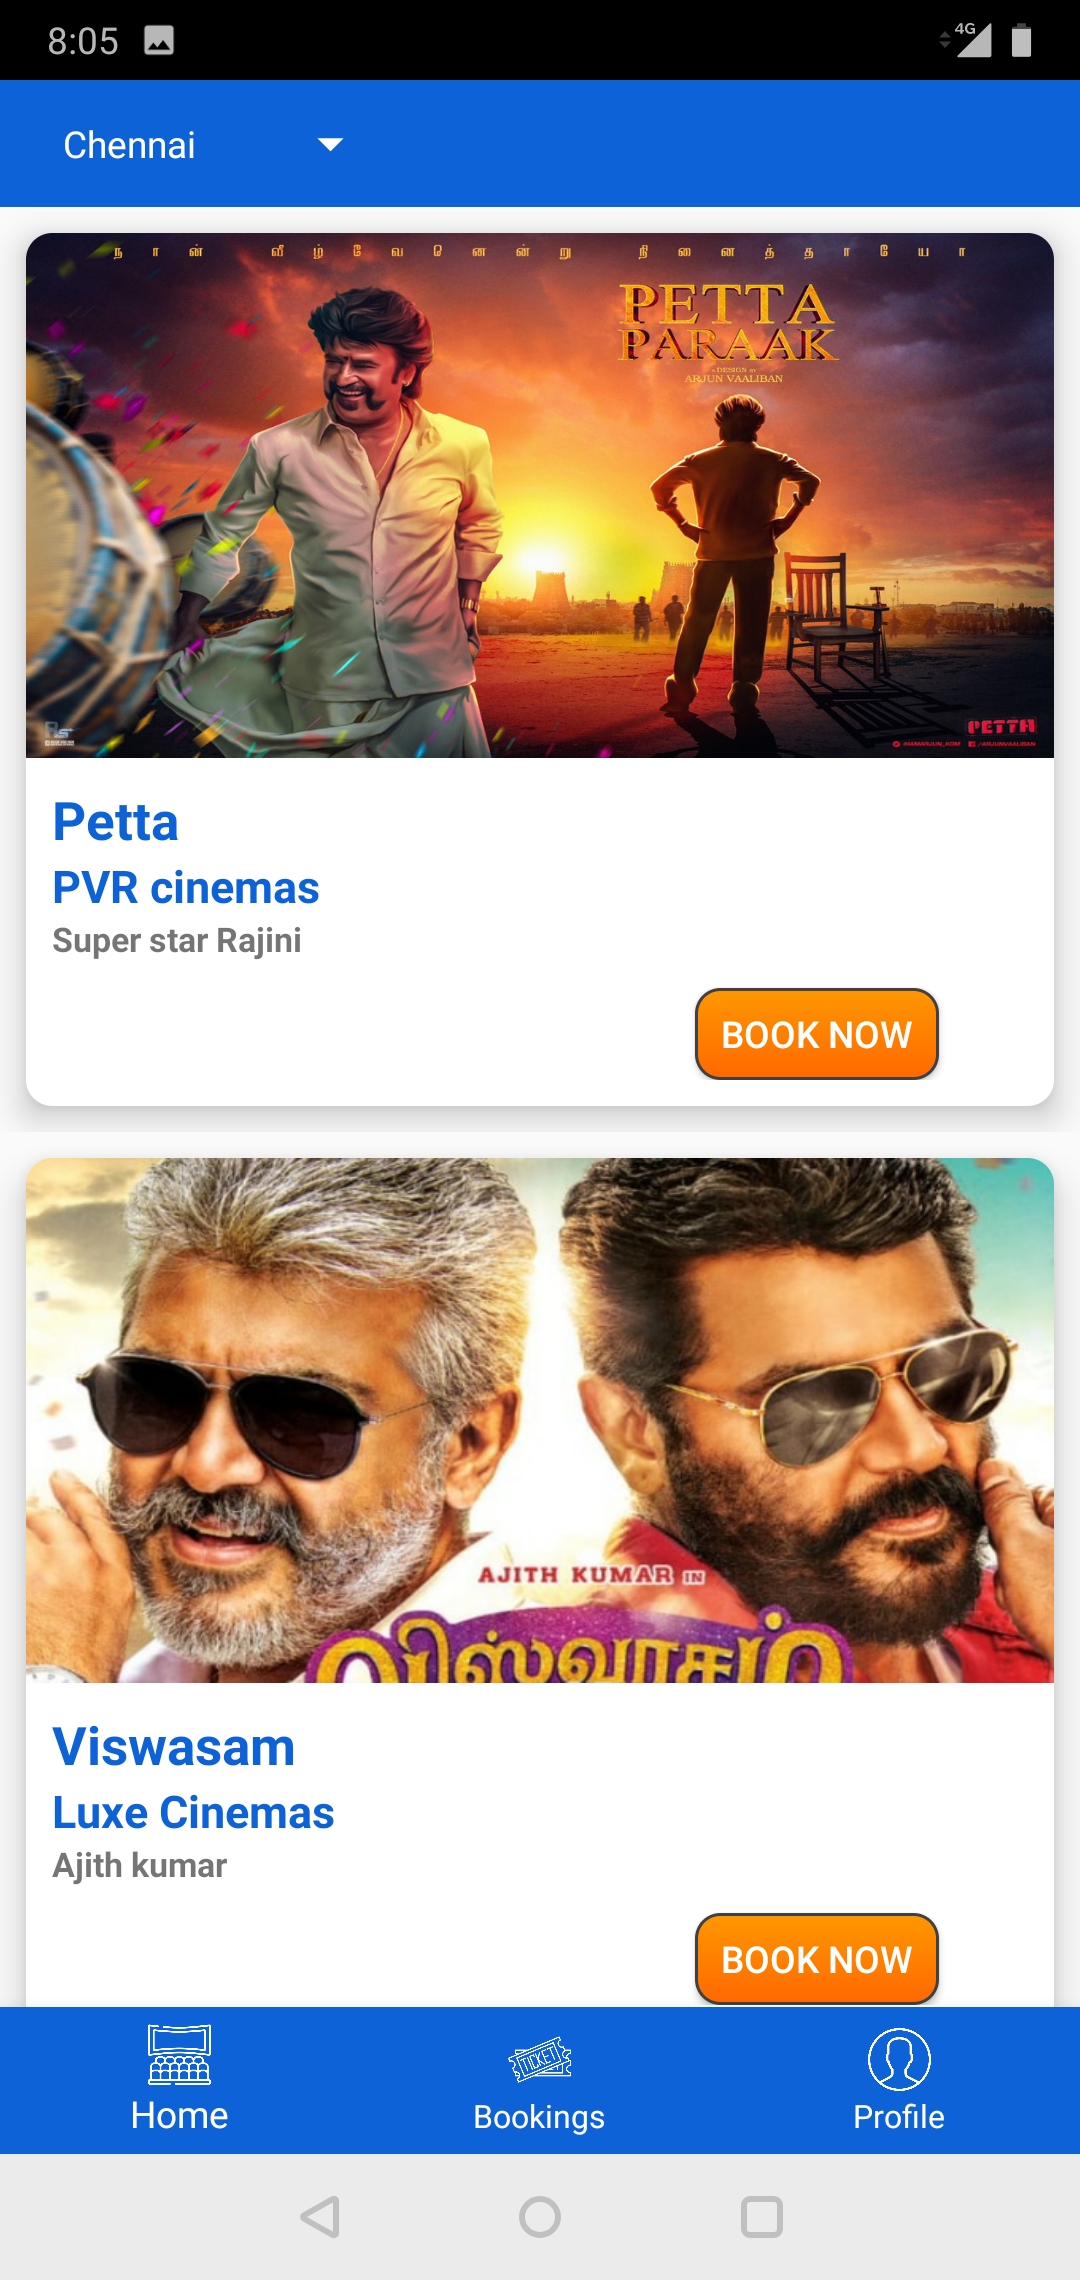 8:05
4G
Chennai
நான் வீழ்வேனென்று நினைத்தாயோ
PETTA
PARAAK
A DESIGN BY
ARJUN VAALIBAN
PETTA
Petta
PVR cinemas
Super star Rajini
BOOK NOW
AJITH KUMAR IN
விஸ்வாசம்
Viswasam
Luxe Cinemas
Ajith kumar
BOOK NOW
TICKET
Home
Bookings
Profile